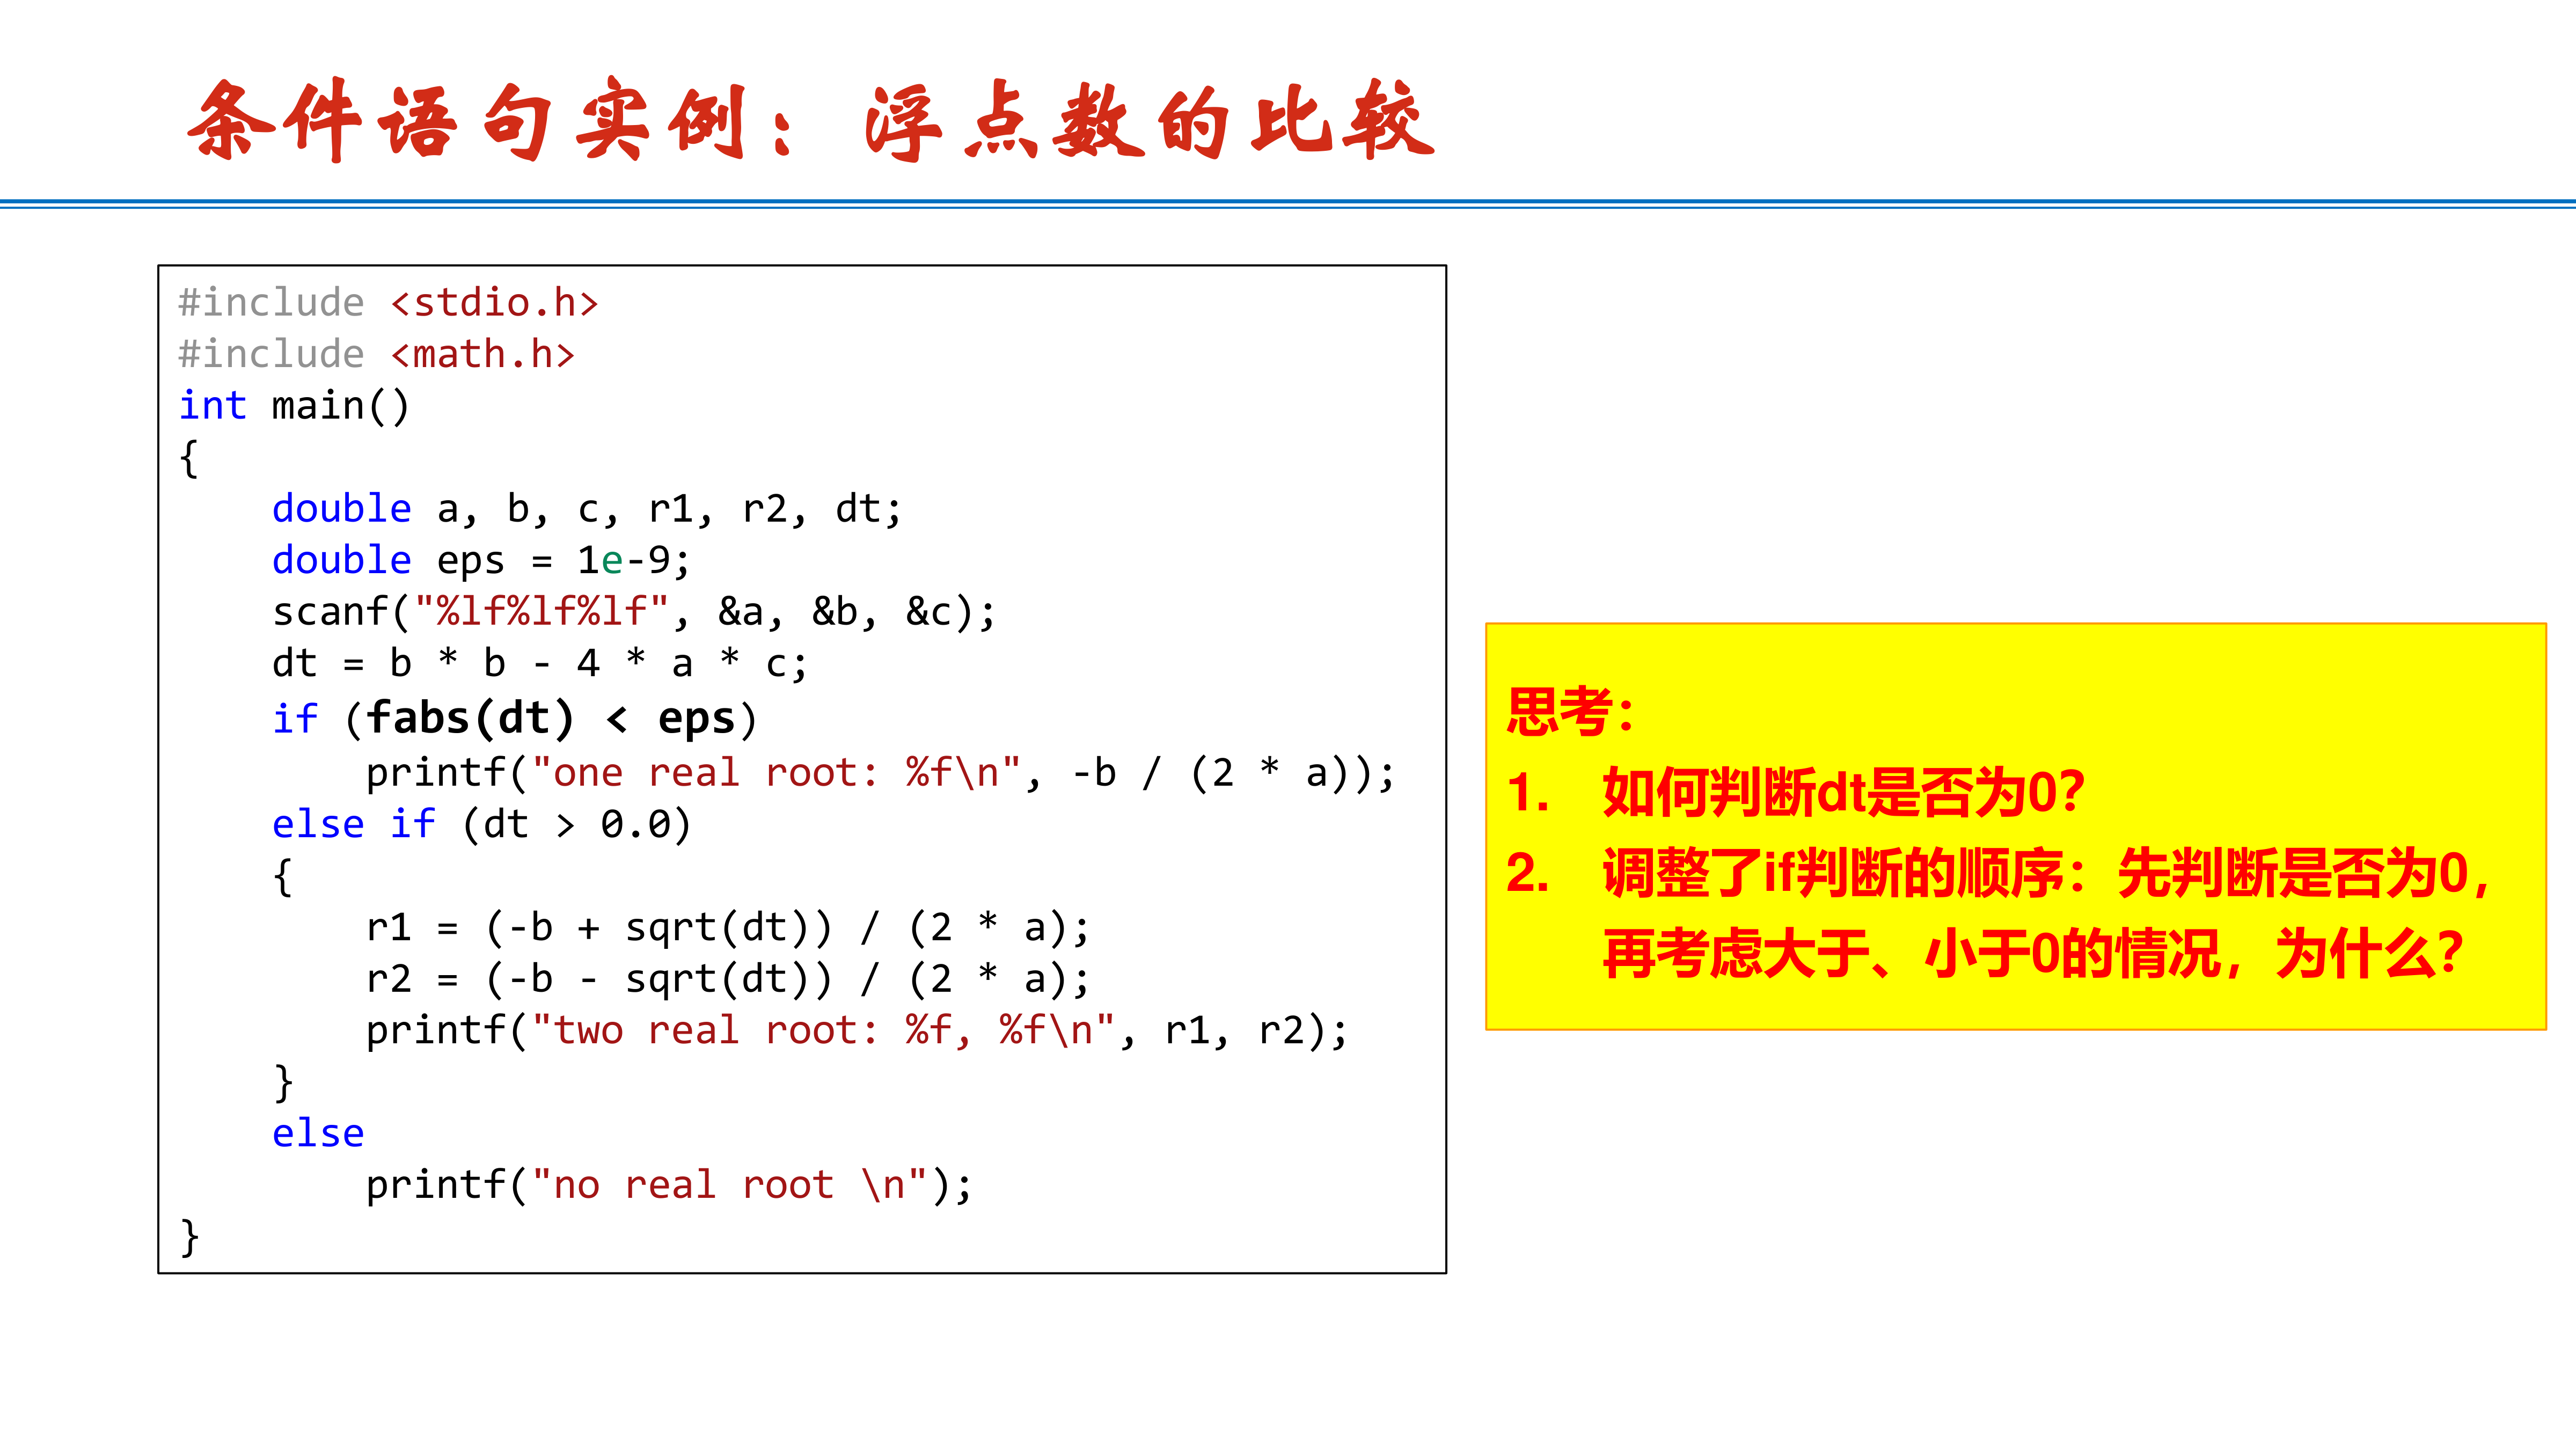 条件语句实例：浮点数的比较
#include <stdio.h>
#include <math.h>
int main()
{
    double a, b, c, r1, r2, dt;
    double eps = 1e-9;
    scanf("%lf%lf%lf", &a, &b, &c);
    dt = b * b - 4 * a * c;
    if (fabs(dt) < eps)
        printf("one real root: %f\n", -b / (2 * a));
    else if (dt > 0.0)
    {
        r1 = (-b + sqrt(dt)) / (2 * a);
        r2 = (-b - sqrt(dt)) / (2 * a);
        printf("two real root: %f, %f\n", r1, r2);
    }
    else
        printf("no real root \n");
}
思考：
1. 如何判断dt是否为0？
2. 调整了if判断的顺序：先判断是否为0，
再考虑大于、小于0的情况，为什么？